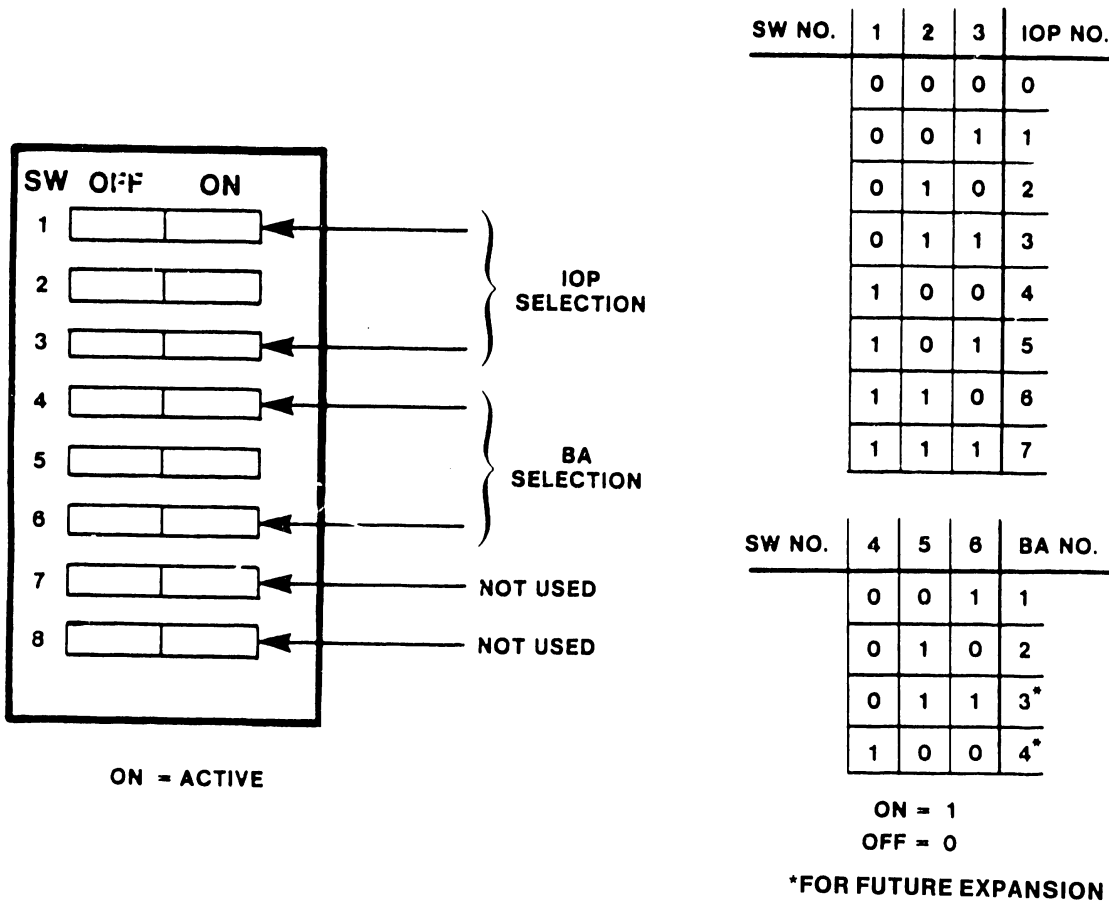 SW OFF ON
1
2
3
4
5
6
7
8
IOP
SELECTION
BA
SELECTION
NOT USED
NOT USED
ON = ACTIVE
SW NO. 1 2 3 IOP NO.
0 0 0 0
0 0 1 1
0 1 0 2
0 1 1 3
1 0 0 4
1 0 1 5
1 1 0 6
1 1 1 7
SW NO. 4 5 6 BA NO.
0 0 1 1
0 1 0 2
0 1 1 3*
1 0 0 4*
ON = 1
OFF = 0
*FOR FUTURE EXPANSION